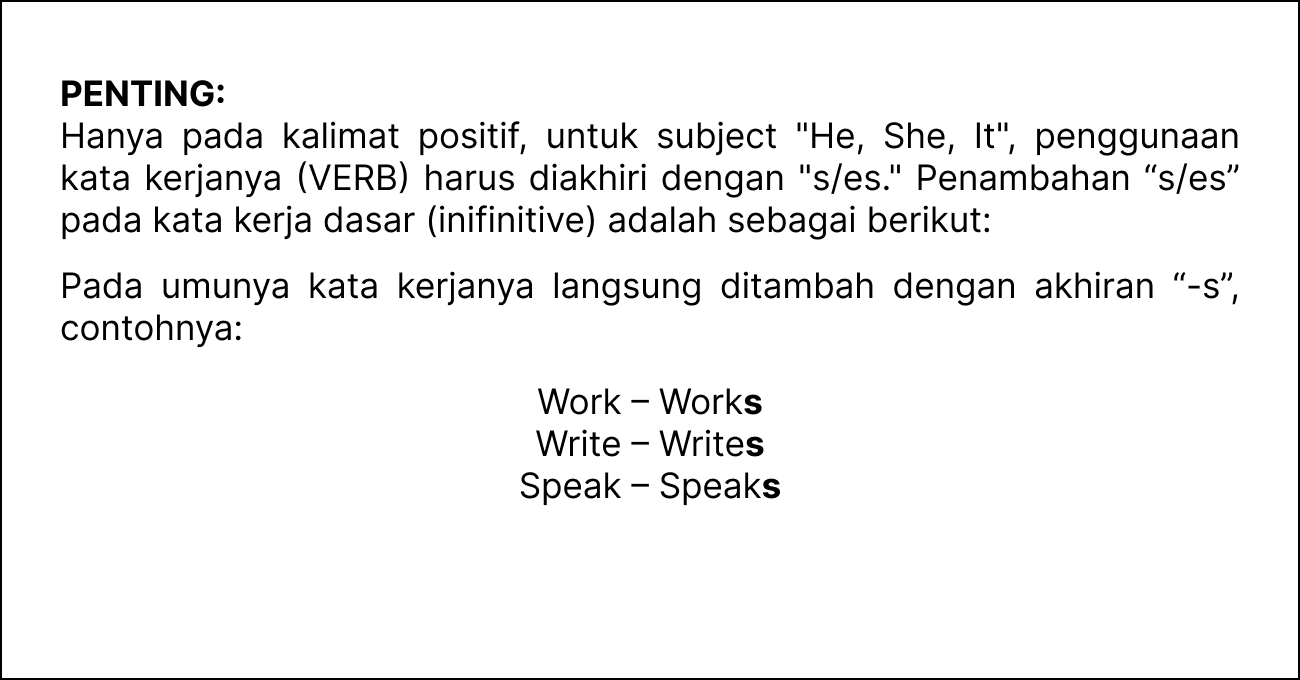 PENTING:
Hanya pada kalimat positif, untuk subject "He, She, It", penggunaan
kata kerjanya (VERB) harus diakhiri dengan "s/es." Penambahan “s/es”
pada kata kerja dasar (inifinitive) adalah sebagai berikut:
Pada umunya kata kerjanya langsung ditambah dengan akhiran “-s”,
contohnya:
Work – Works
Write – Writes
Speak – Speaks